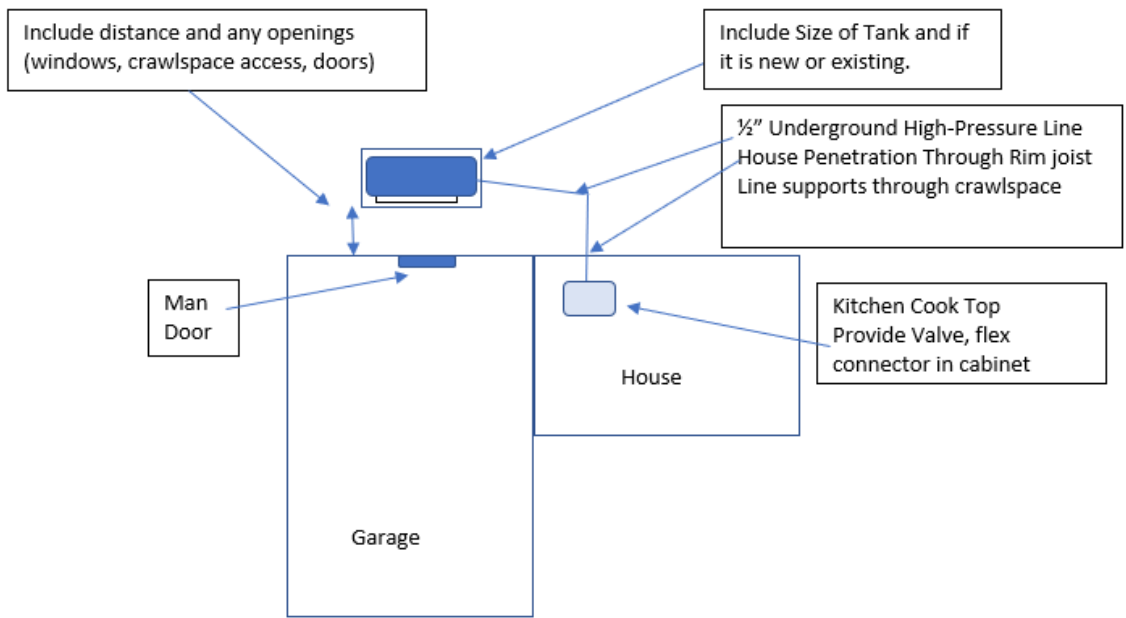 Include distance and any openings
(windows, crawlspace access, doors)
Include Size of Tank and if
it is new or existing.
½” Underground High-Pressure Line
House Penetration Through Rim joist
Line supports through crawlspace
Man
Door
Kitchen Cook Top
Provide Valve, flex
connector in cabinet
House
Garage